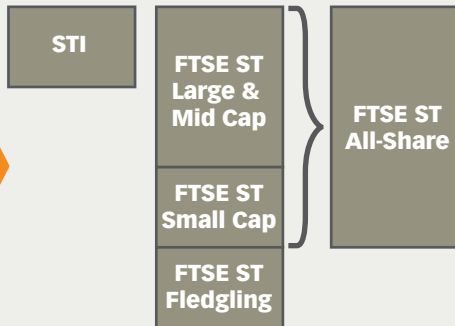 STI
FTSE ST
Large &
Mid Cap
FTSE ST
Small Cap
FTSE ST
Fledgling
FTSE ST
All-Share